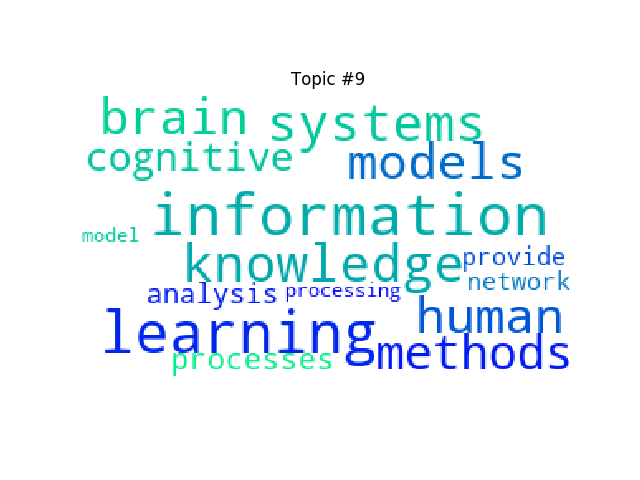 Topic #9
brain systems
cognitive models
information
model
knowledge provide
network
analysis processing
learning human
processes methods